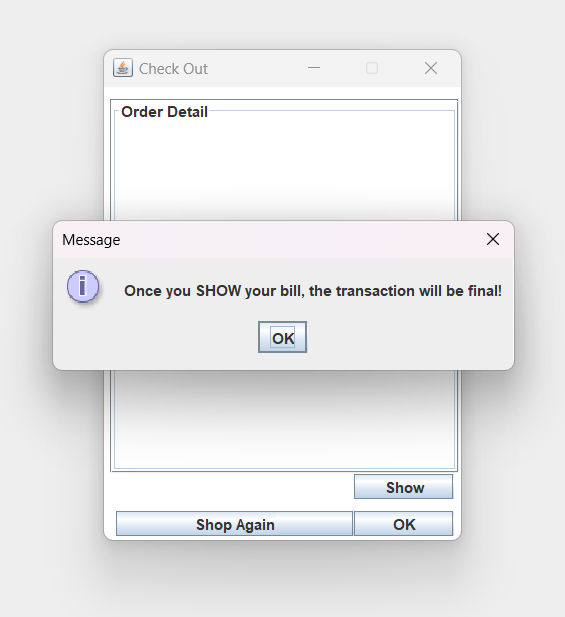 Check Out
Order Detail
Message
Once you SHOW your bill, the transaction will be final!
OK
Show
Shop Again
OK